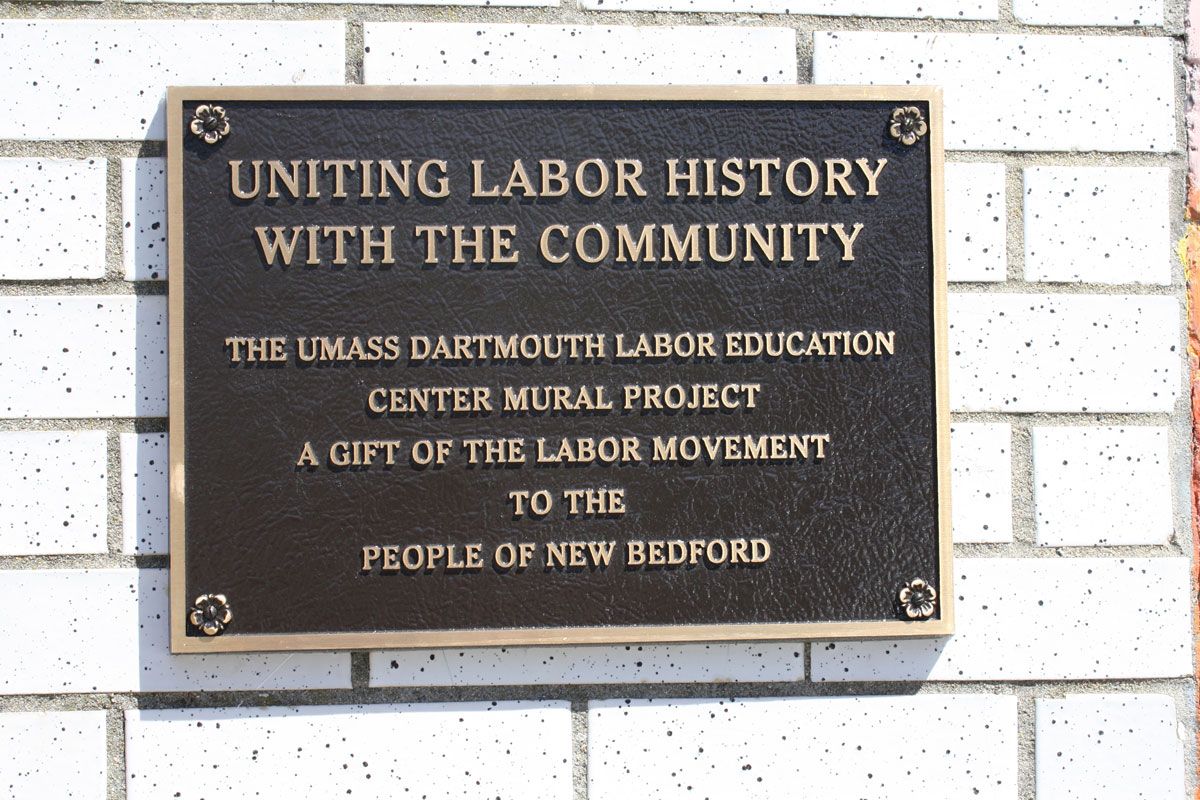 UNITING LABOR HISTORY
WITH THE COMMUNITY
THE UMASS DARTMOUTH LABOR EDUCATION
CENTER MURAL PROJECT
A GIFT OF THE LABOR MOVEMENT
TO THE
PEOPLE OF NEW BEDFORD